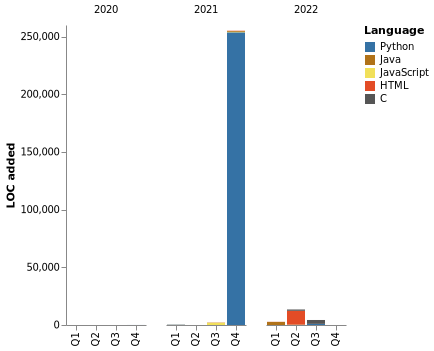 2020 2021 2022
Language
Python
Java
JavaScript
HTML
C
LOC added
250,000
200,000
150,000
100,000
50,000
0
Q1 Q2 Q3 Q4 Q1 Q2 Q3 Q4 Q1 Q2 Q3 Q4